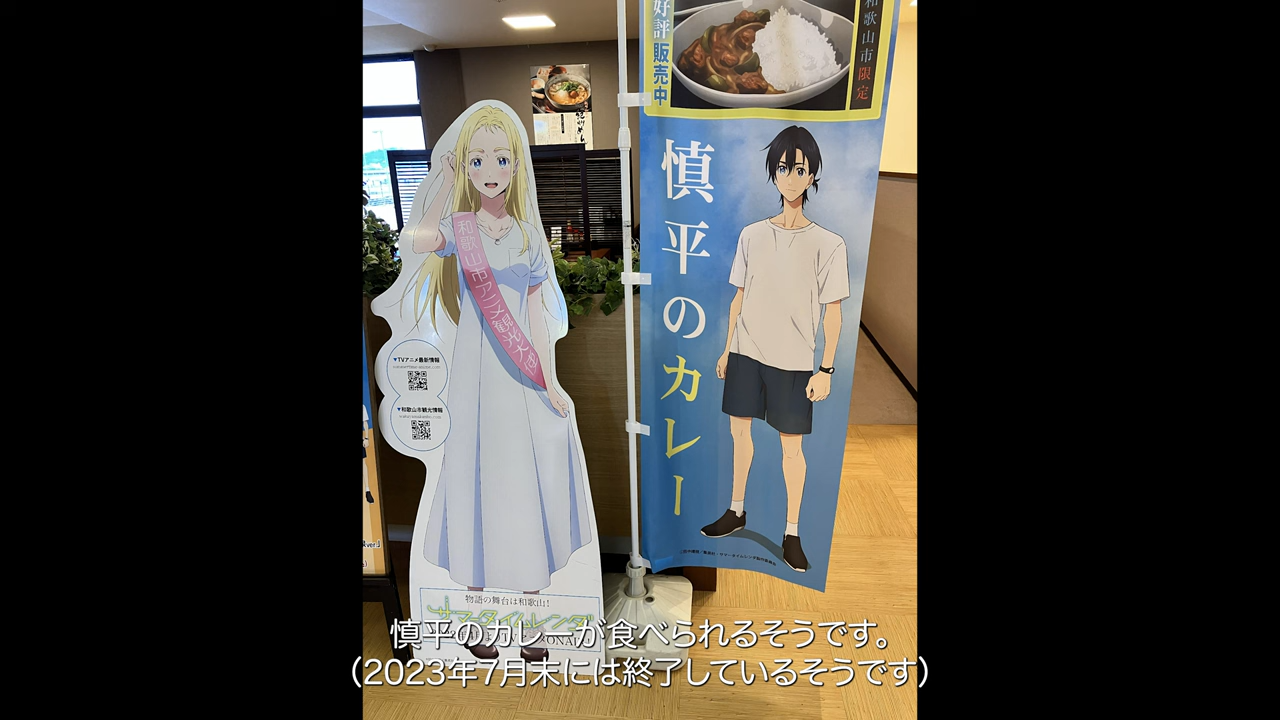 好評販売中
和歌山市限定
慎平のカレー
和歌山市アニメ観光大使
▼TVアニメ最新情報
▼和歌山市観光情報
物語の舞台は和歌山!
サマータイムレンダ
慎平のカレーが食べられるそうです。
（2023年7月末には終了しているそうです）